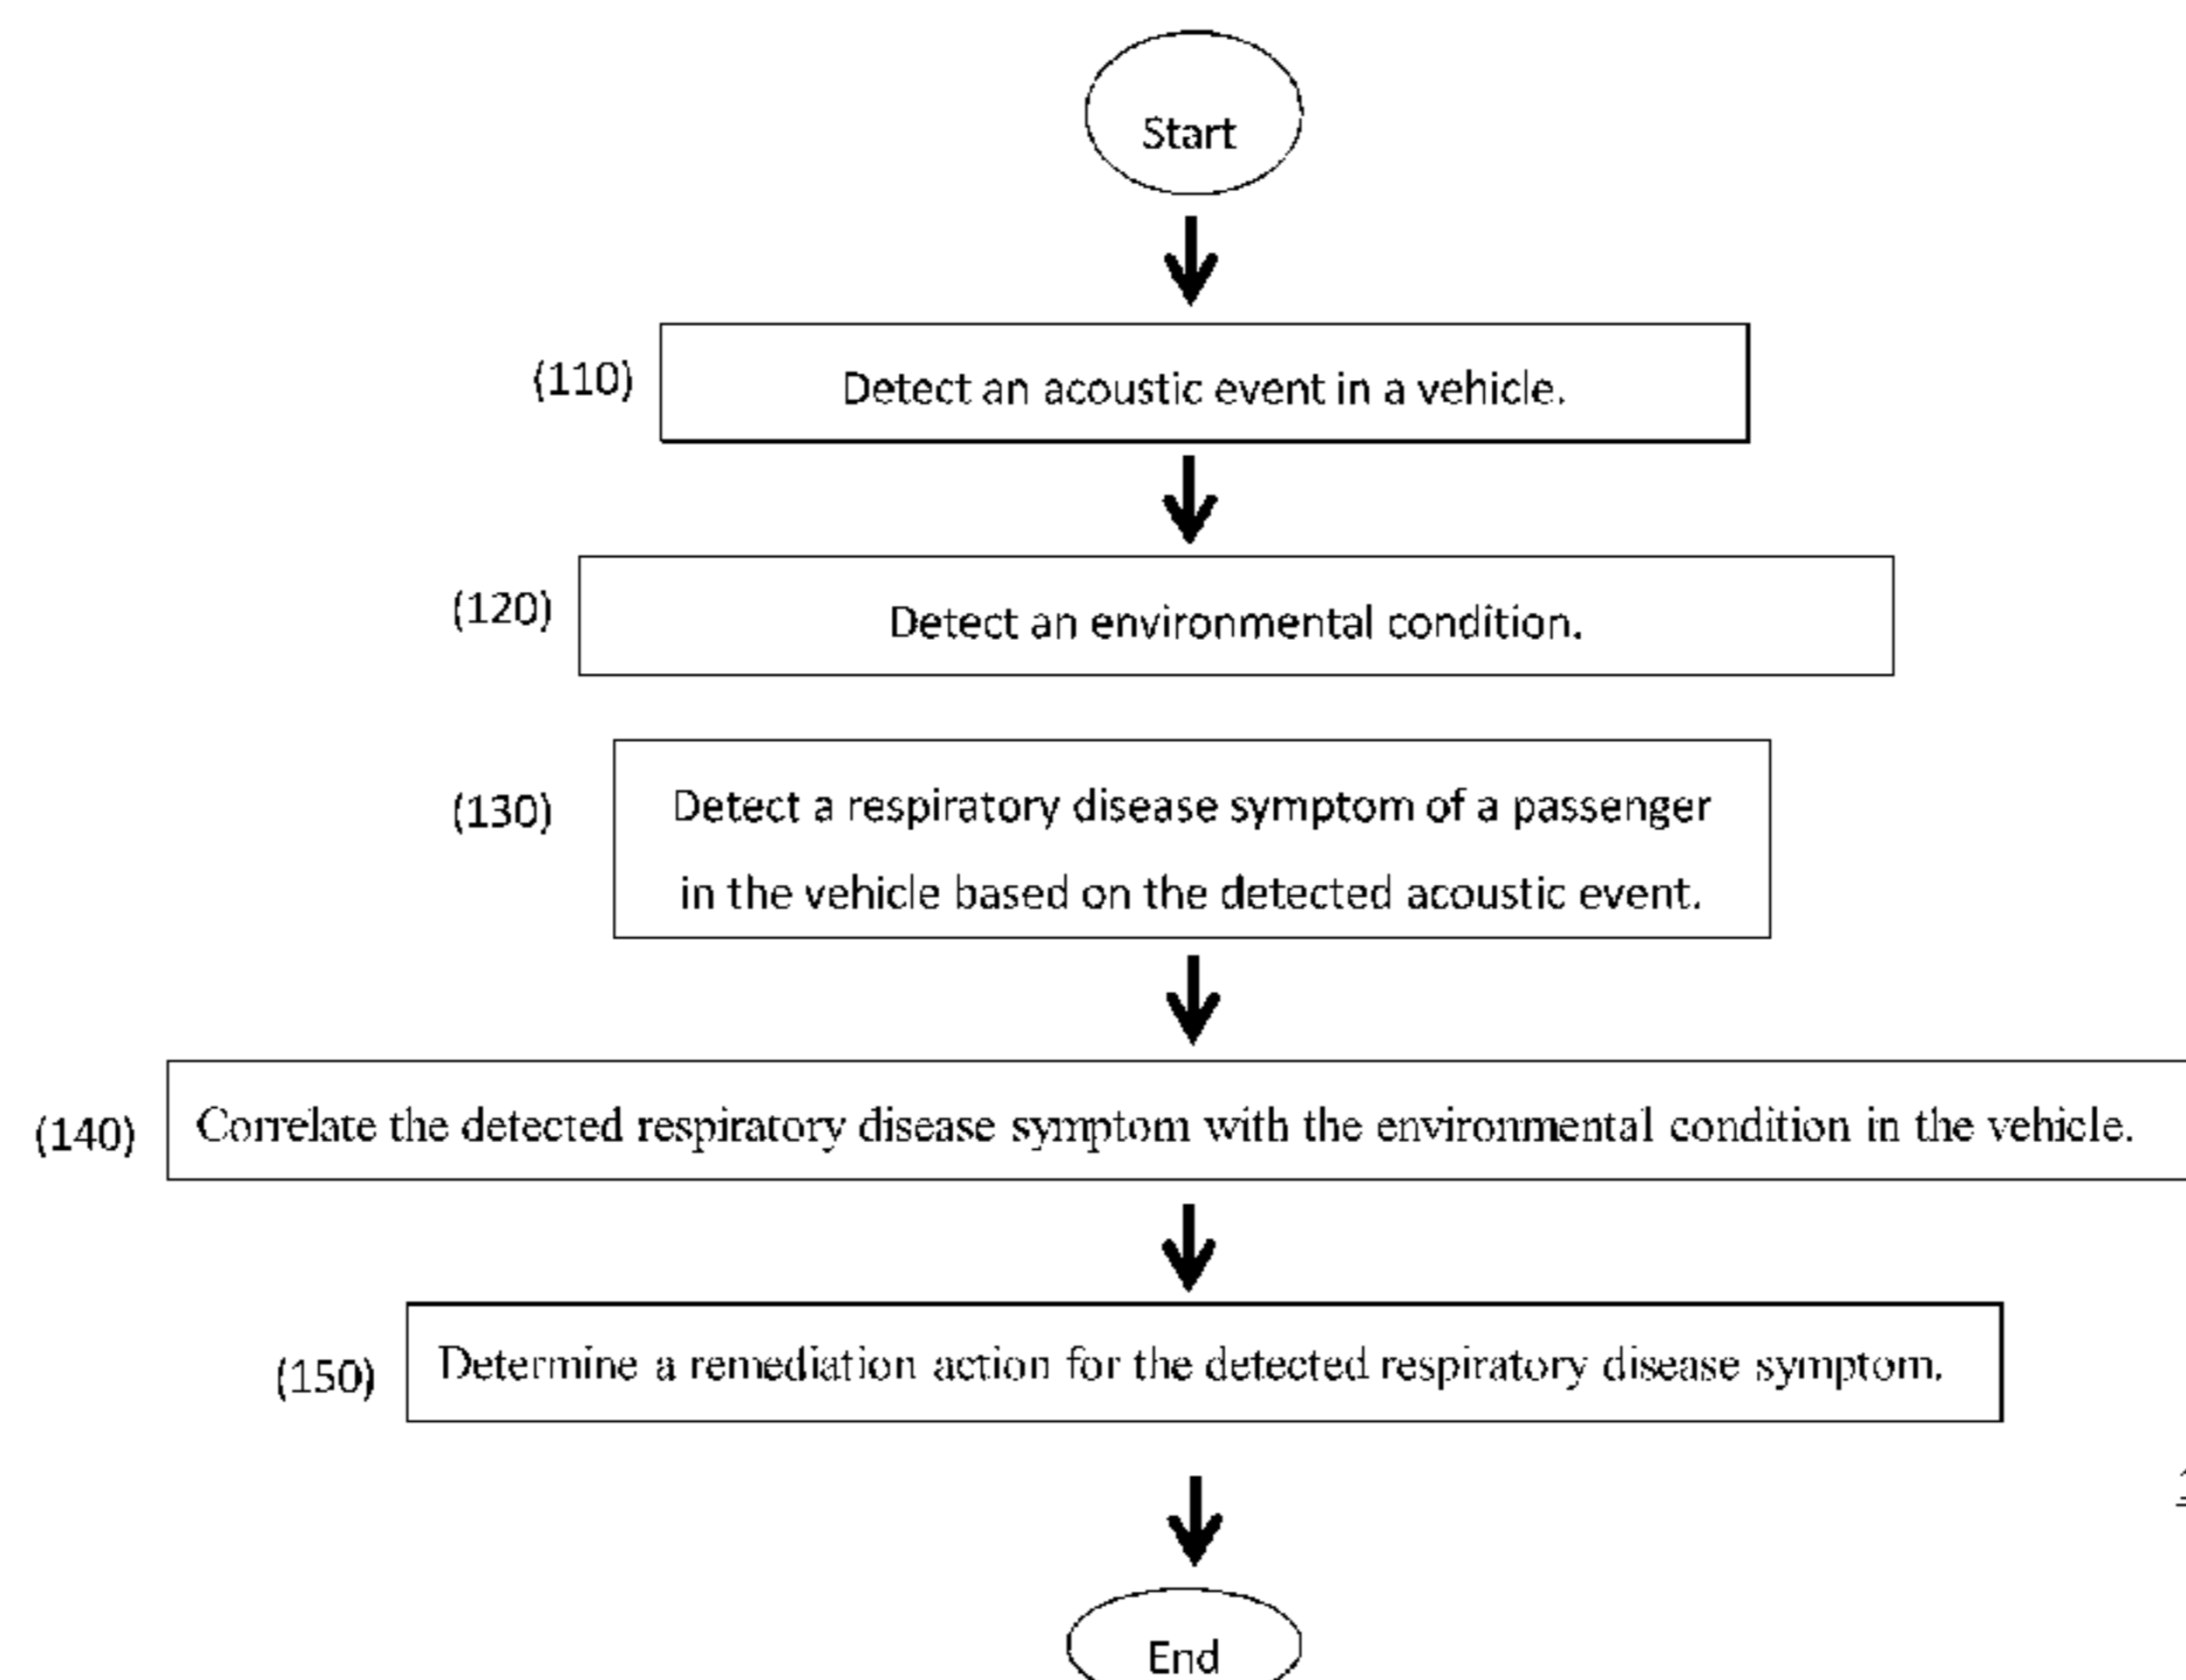 Start
(110)
Detect an acoustic event in a vehicle.
(120)
Detect an environmental condition.
(130)
Detect a respiratory disease symptom of a passenger
in the vehicle based on the detected acoustic event.
(140)
Correlate the detected respiratory disease symptom with the environmental condition in the vehicle.
(150)
Determine a remediation action for the detected respiratory disease symptom.
End